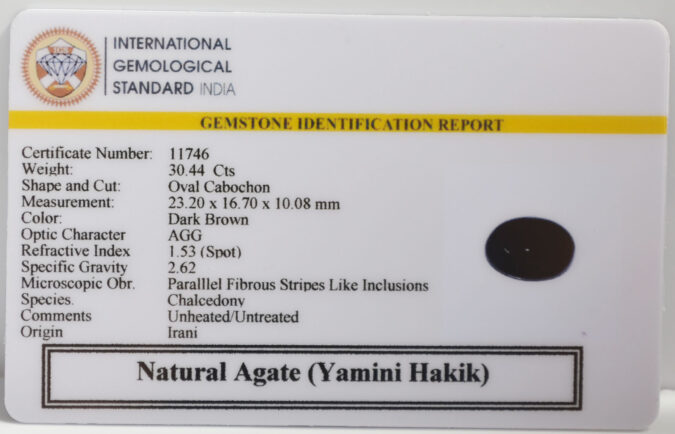 IGS
INTERNATIONAL
GEMOLOGICAL
STANDARD INDIA
GEMSTONE IDENTIFICATION REPORT
Certificate Number: 11746
Weight: 30.44 Cts
Shape and Cut: Oval Cabochon
Measurement: 23.20 x 16.70 x 10.08 mm
Color: Dark Brown
Optic Character AGG
Refractive Index 1.53 (Spot)
Specific Gravity 2.62
Microscopic Obr. Paralllel Fibrous Stripes Like Inclusions
Species. Chalcedony
Comments Unheated/Untreated
Origin Irani
Natural Agate (Yamini Hakik)